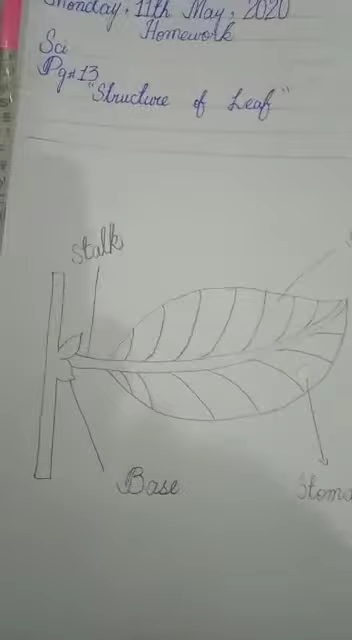 Monday, 11th May, 2020
Homework
Sci
Pg#13
"Structure of Leaf"
Stalk
Base